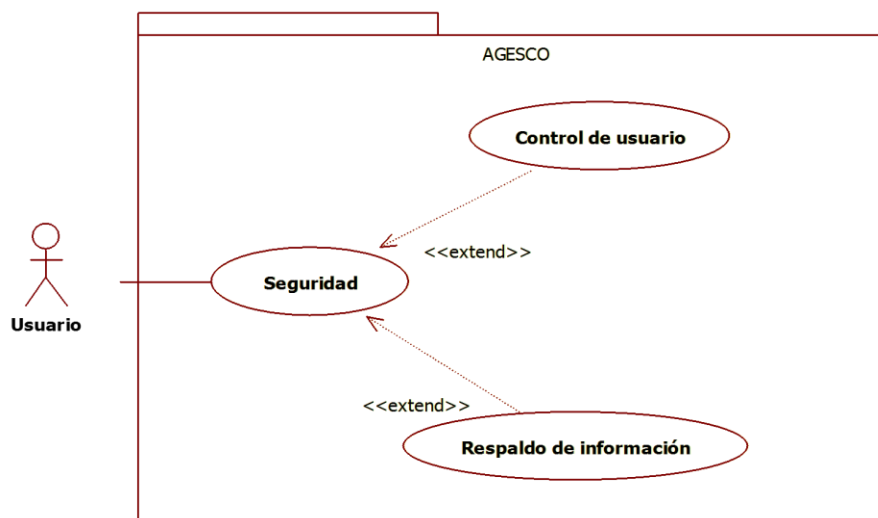 AGESCO
Control de usuario
<<extend>>
Seguridad
Usuario
<<extend>>
Respaldo de información